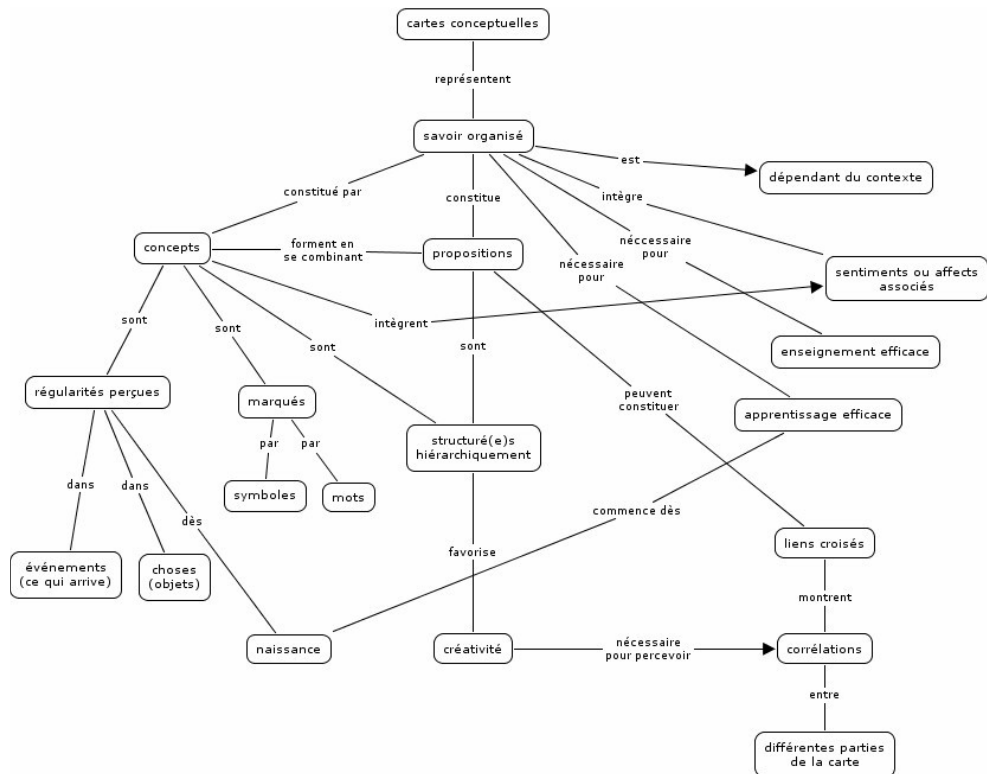 cartes conceptuelles
représentent
savoir organisé
est
dépendant du contexte
constitué par
constitue
intègre
concepts
forment en
se combinant
propositions
néccessaire
pour
nécessaire
pour
sentiments ou affects
associés
sont
sont
intègrent
sont
sont
enseignement efficace
régularités perçues
marqués
peuvent
constituer
apprentissage efficace
par
par
structuré(e)s
hiérarchiquement
dans
dans
symboles
mots
dès
commence dès
événements
(ce qui arrive)
choses
(objets)
favorise
liens croisés
montrent
naissance
créativité
nécessaire
pour percevoir
corrélations
entre
différentes parties
de la carte